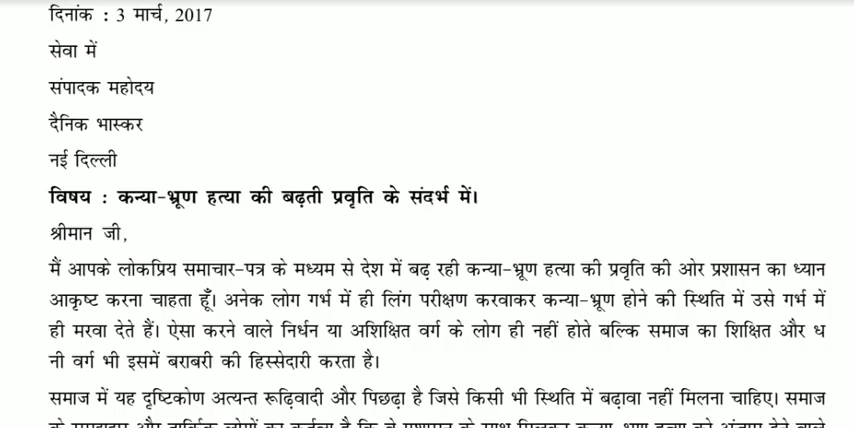 दिनांक : 3 मार्च, 2017
सेवा में
संपादक महोदय
दैनिक भास्कर
नई दिल्ली
विषय : कन्या-भ्रूण हत्या की बढ़ती प्रवृति के संदर्भ में।
श्रीमान जी,
मैं आपके लोकप्रिय समाचार-पत्र के मध्यम से देश में बढ़ रही कन्या-भ्रूण हत्या की प्रवृति की ओर प्रशासन का ध्यान
आकृष्ट करना चाहता हूँ। अनेक लोग गर्भ में ही लिंग परीक्षण करवाकर कन्या-भ्रूण होने की स्थिति में उसे गर्भ में
ही मरवा देते हैं। ऐसा करने वाले निर्धन या अशिक्षित वर्ग के लोग ही नहीं होते बल्कि समाज का शिक्षित और ध
नी वर्ग भी इसमें बराबरी की हिस्सेदारी करता है।
समाज में यह दृष्टिकोण अत्यन्त रूढ़िवादी और पिछढ़ा है जिसे किसी भी स्थिति में बढ़ावा नहीं मिलना चाहिए। समाज